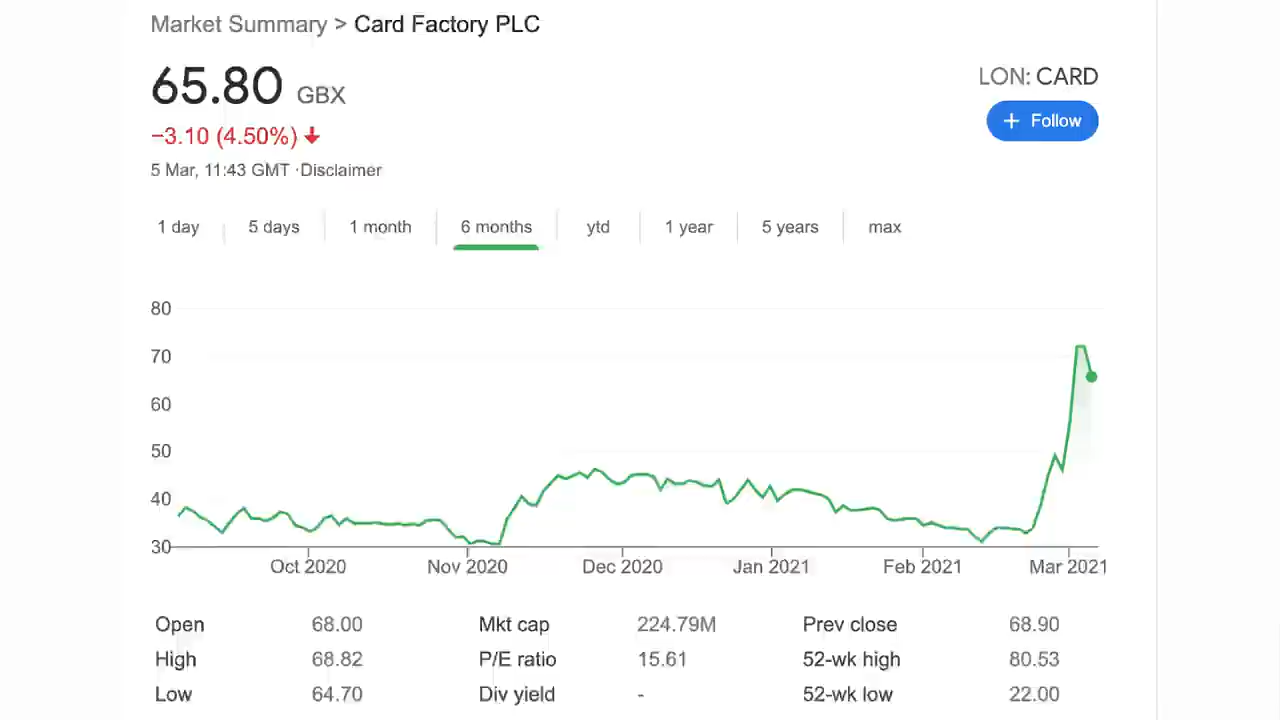 Market Summary > Card Factory PLC
65.80 GBX
LON: CARD
−3.10 (4.50%)
+ Follow
5 Mar, 11:43 GMT ·Disclaimer
1 day 5 days 1 month 6 months ytd 1 year 5 years max
80
70
60
50
40
30
Oct 2020 Nov 2020 Dec 2020 Jan 2021 Feb 2021 Mar 2021
Open 68.00 Mkt cap 224.79M Prev close 68.90
High 68.82 P/E ratio 15.61 52-wk high 80.53
Low 64.70 Div yield - 52-wk low 22.00